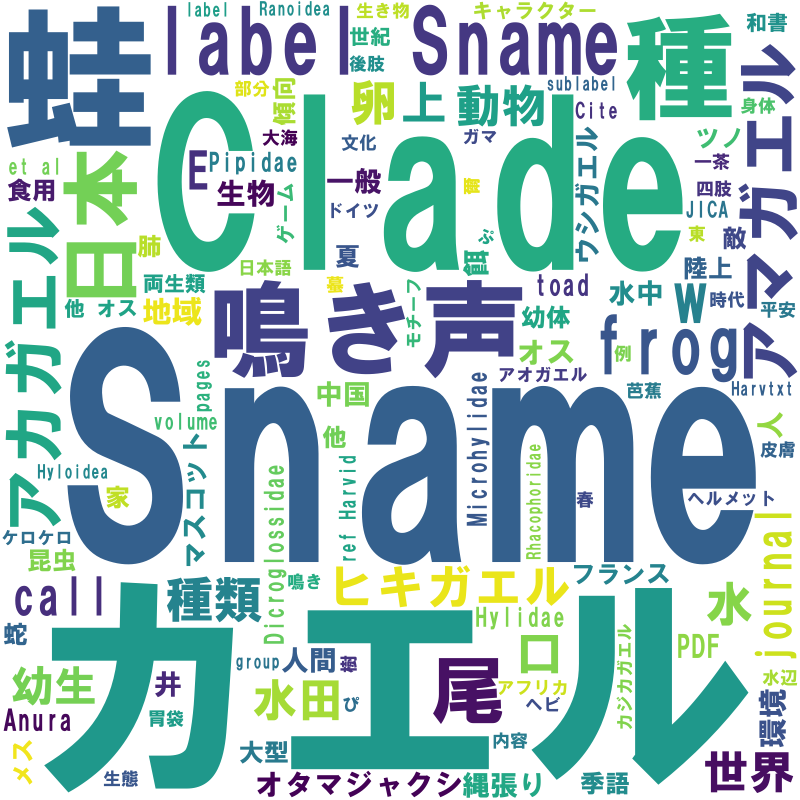 label Ranoidea 生き物 キャラクター 和書
蛙 label Sname 世紀 後肢 種
部分 傾向 卵 上 動物 sublabel Cite 身体
Clade
大海 文化 ガマ ツノ アマガエル
et al 日本 E Pipidae 一般 ウシガエル 一茶
食用 生物 ゲーム ドイツ 四肢 JICA
アカガエル 肺 夏 餌 ぷ 東 敵
両生類 日本語 陸上
他 オス 地域 墓 モチーフ toad 水中 W 時代 平安
鳴き声 幼体 frog
オス 例
アオガエル 芭蕉 Harvtxt
Sname
pages 中国 Microhylidae 人
volume 他 皮膚
マスコット ref Harvid
Hyloidea Dicroglossidae Rhacophoridae
家 春 ヘルメット
ケロケロ
昆虫 journal
call 種類 鳴き ヒキガエル フランス 水
蛇 Hylidae カジカガエル PDF
カエル
group 人間 樹 口
幼生 井 尾 アフリカ 水辺
Anura 胃袋 水田 ぴ ヘビ 環境
メス 大型 内容 世界
生態 オタマジャクシ 縄張り 季語